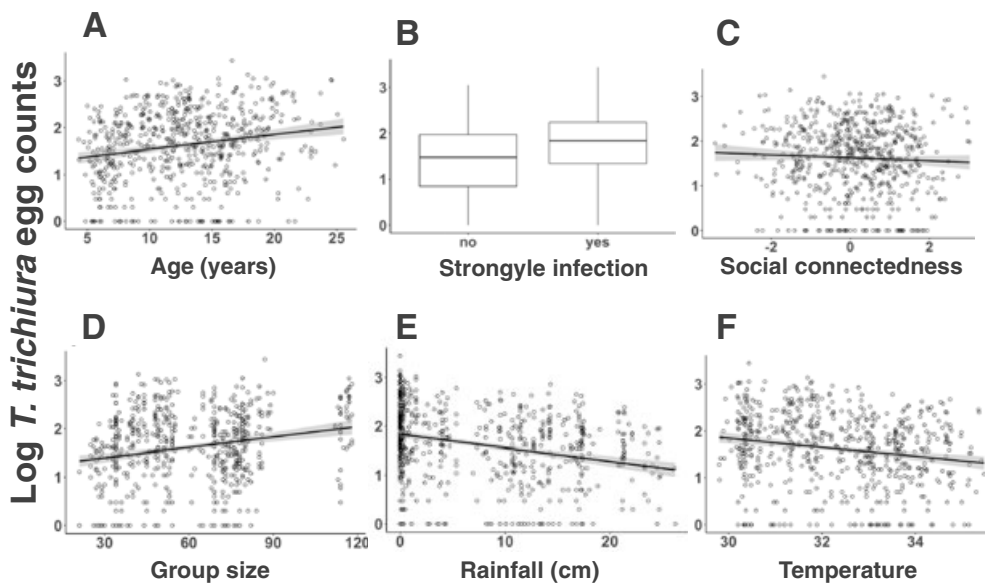 Log T. trichiura egg counts
A
3
2
1
0
5 10 15 20 25
Age (years)
B
3
2
1
0
no yes
Strongyle infection
C
3
2
1
0
-2 0 2
Social connectedness
D
3
2
1
0
30 60 90 120
Group size
E
3
2
1
0
0 10 20
Rainfall (cm)
F
3
2
1
0
30 32 34
Temperature